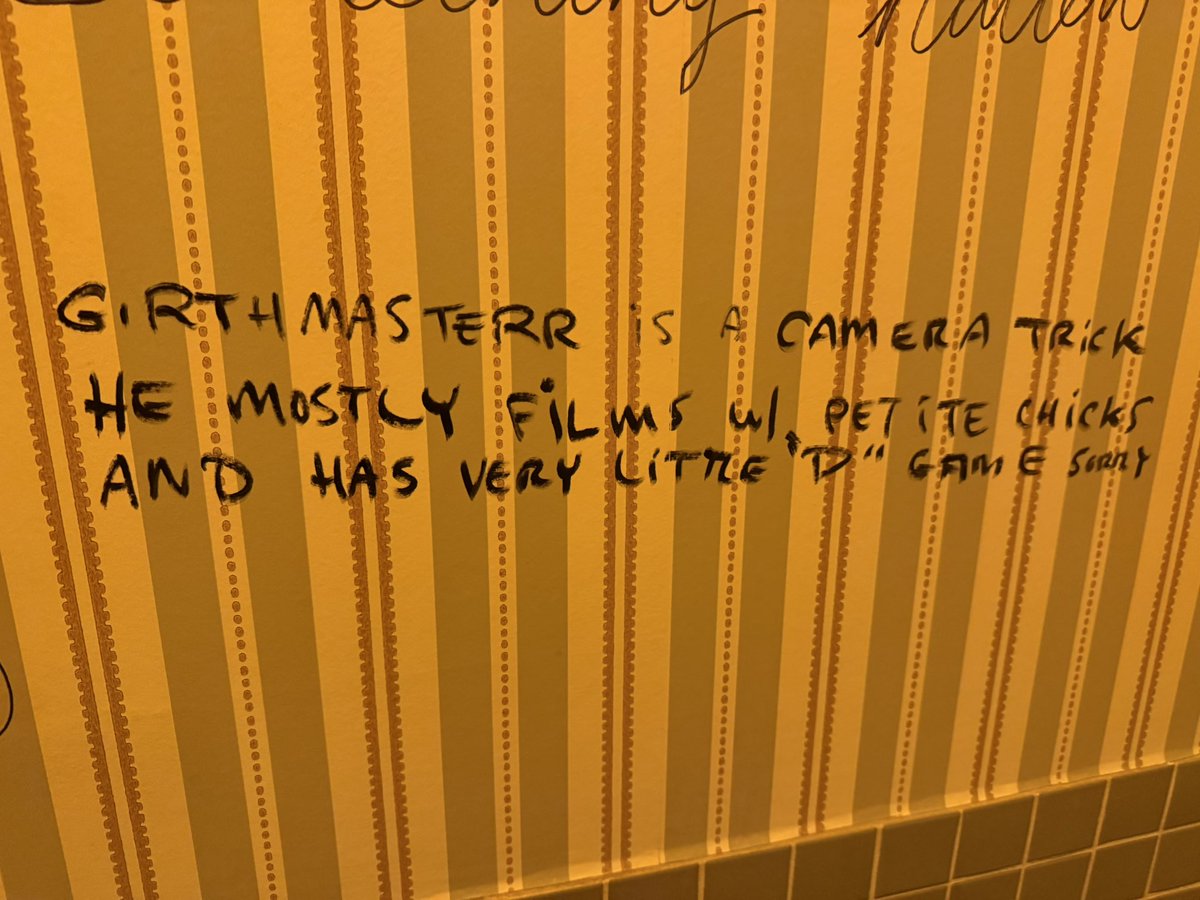 GiRTHMASTERR iS A CAMERA TRiCK
HE MOSTLY FiLMS w/ PETiTE CHiCKS
AND HAS VERY LiTTLE "D" GAME SORRY